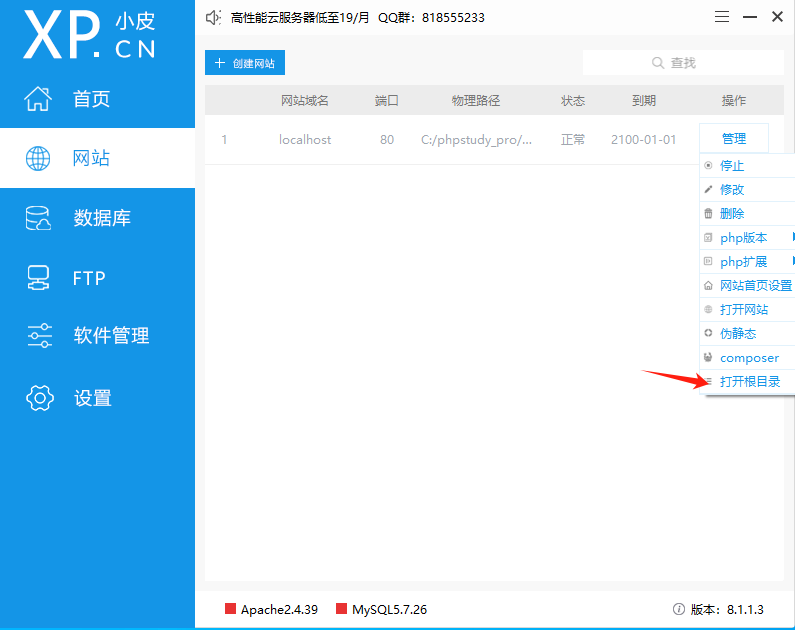 XP.CN 小皮
高性能云服务器低至19/月 QQ群：818555233
首页
网站
数据库
FTP
软件管理
设置
创建网站
查找
网站域名 端口 物理路径 状态 到期 操作
1 localhost 80 C:/phpstudy_pro/... 正常 2100-01-01 管理
停止
修改
删除
php版本
php扩展
网站首页设置
打开网站
伪静态
composer
打开根目录
Apache2.4.39 MySQL5.7.26 版本：8.1.1.3